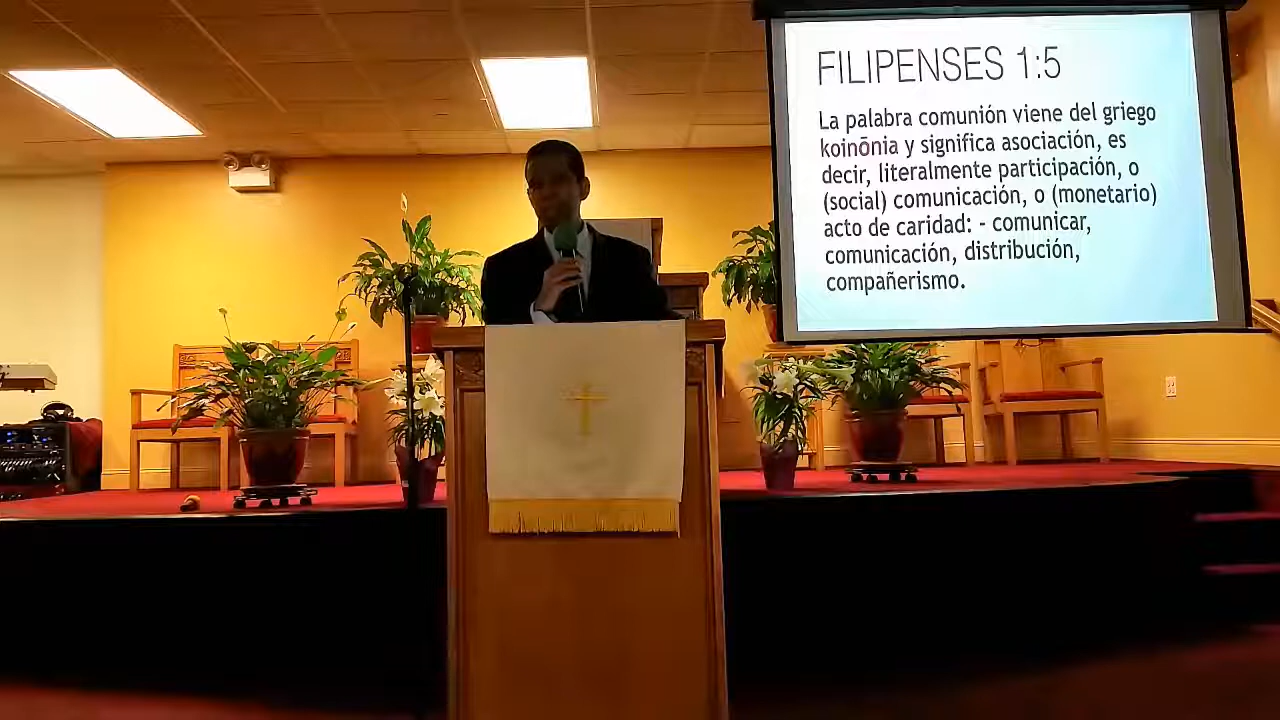 FILIPENSES 1:5
La palabra comunión viene del griego
koinōnia y significa asociación, es
decir, literalmente participación, o
(social) comunicación, o (monetario)
acto de caridad: - comunicar,
comunicación, distribución,
compañerismo.